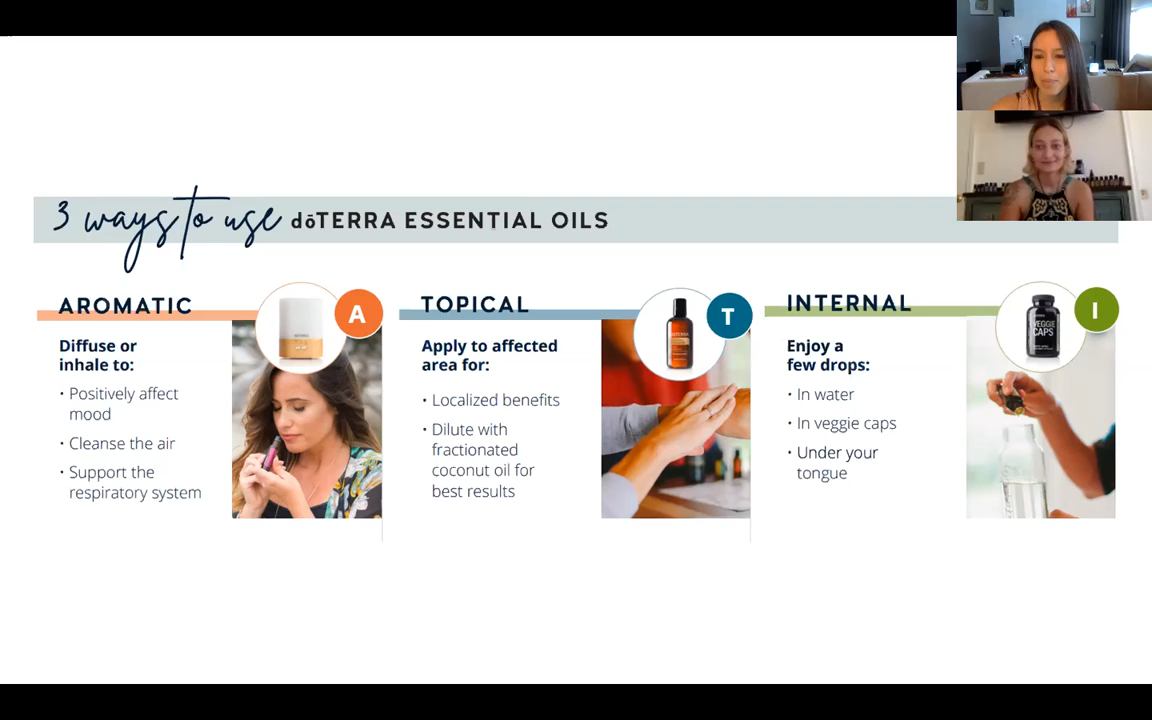 3 ways to use dōTERRA ESSENTIAL OILS
AROMATIC
A
Diffuse or
inhale to:
• Positively affect
mood
• Cleanse the air
• Support the
respiratory system
TOPICAL
T
Apply to affected
area for:
• Localized benefits
• Dilute with
fractionated
coconut oil for
best results
INTERNAL
VEGGIE
CAPS
I
Enjoy a
few drops:
• In water
• In veggie caps
• Under your
tongue